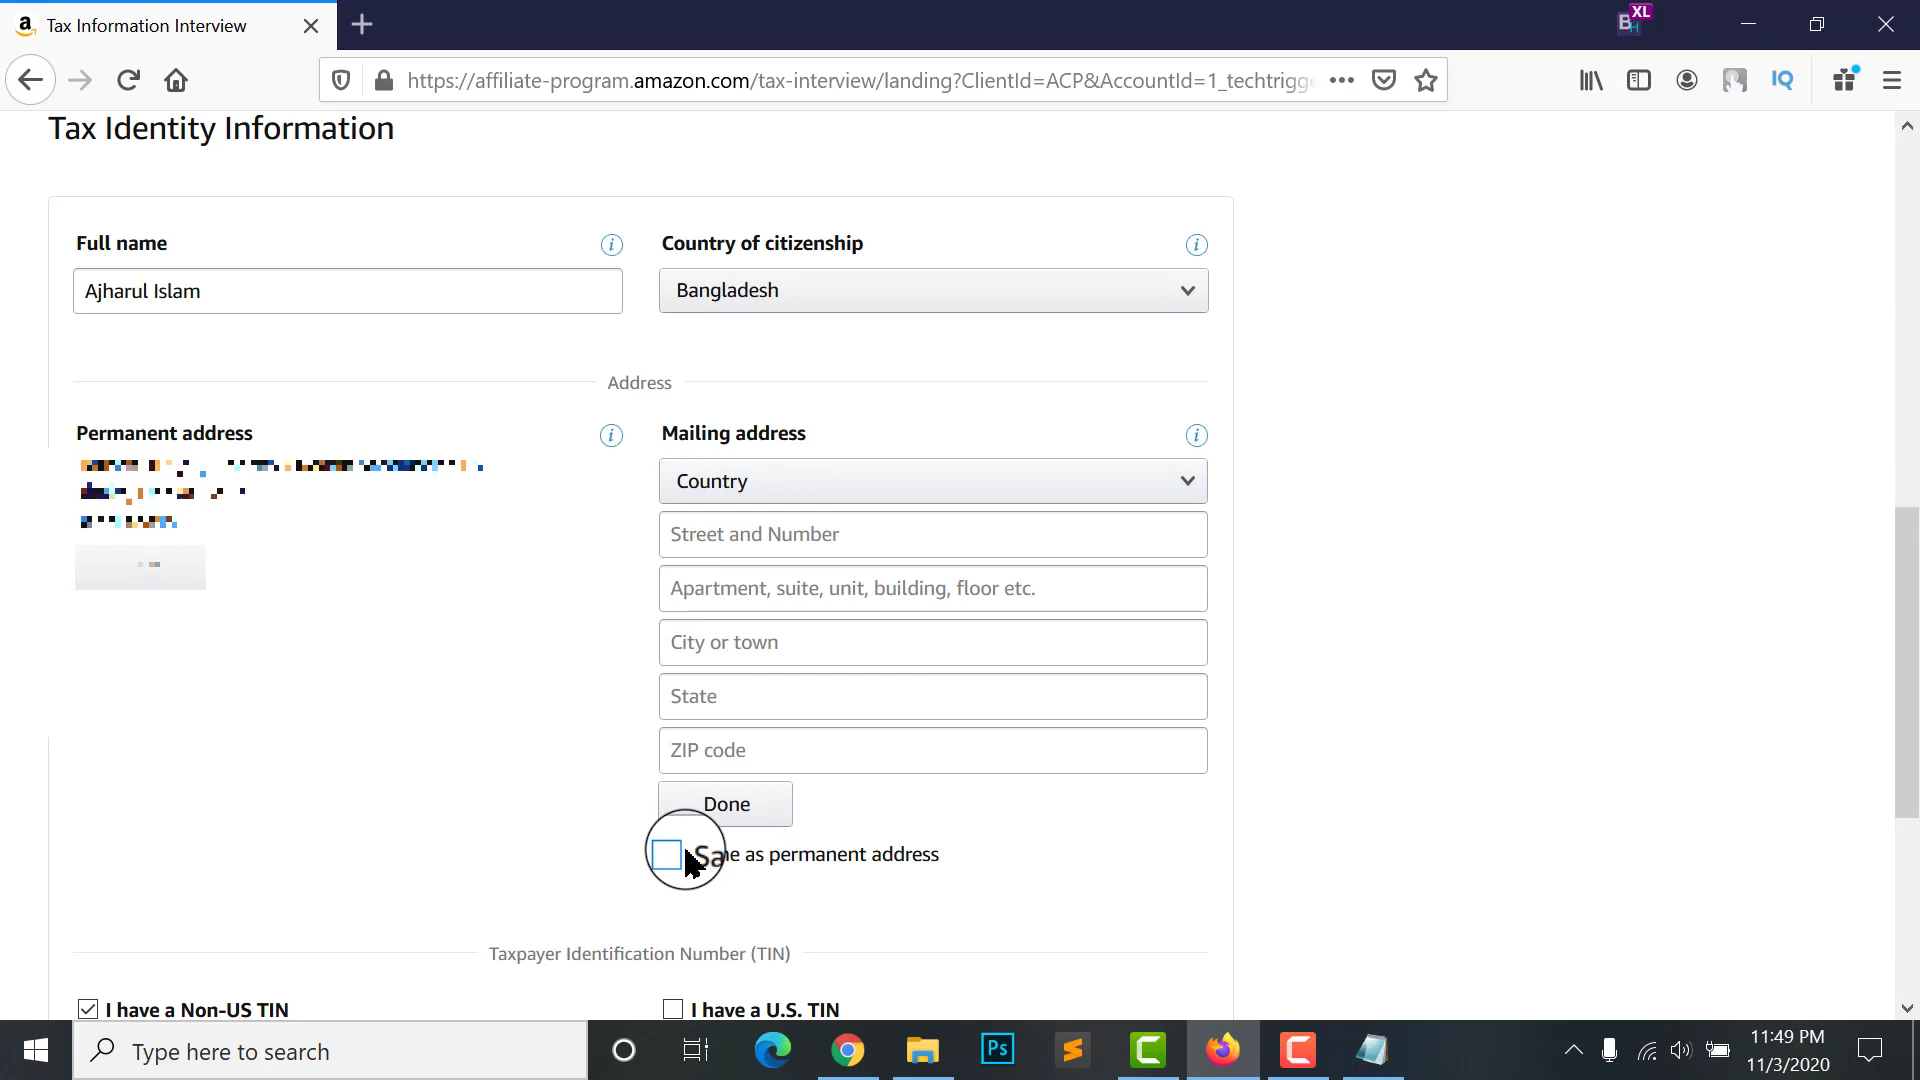 Tax Information Interview
XL
https://affiliate-program.amazon.com/tax-interview/landing?ClientId=ACP&AccountId=1_techtrigge
IQ
Tax Identity Information
Full name
Country of citizenship
Ajharul Islam
Bangladesh
Address
Permanent address
Mailing address
Country
Street and Number
Apartment, suite, unit, building, floor etc.
City or town
State
ZIP code
Done
as permanent address
Taxpayer Identification Number (TIN)
I have a Non-US TIN
I have a U.S. TIN
Type here to search
Ps
11:49 PM
11/3/2020